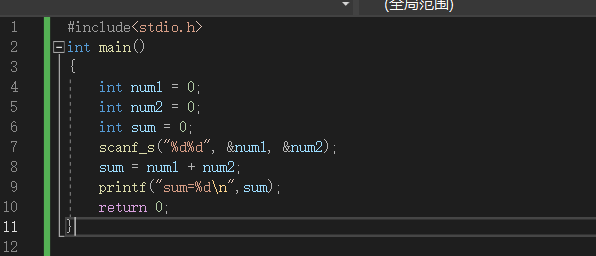 (全局范围)
1 #include<stdio.h>
2 int main()
3 {
4 int num1 = 0;
5 int num2 = 0;
6 int sum = 0;
7 scanf_s("%d%d", &num1, &num2);
8 sum = num1 + num2;
9 printf("sum=%d\n",sum);
10 return 0;
11 }
12